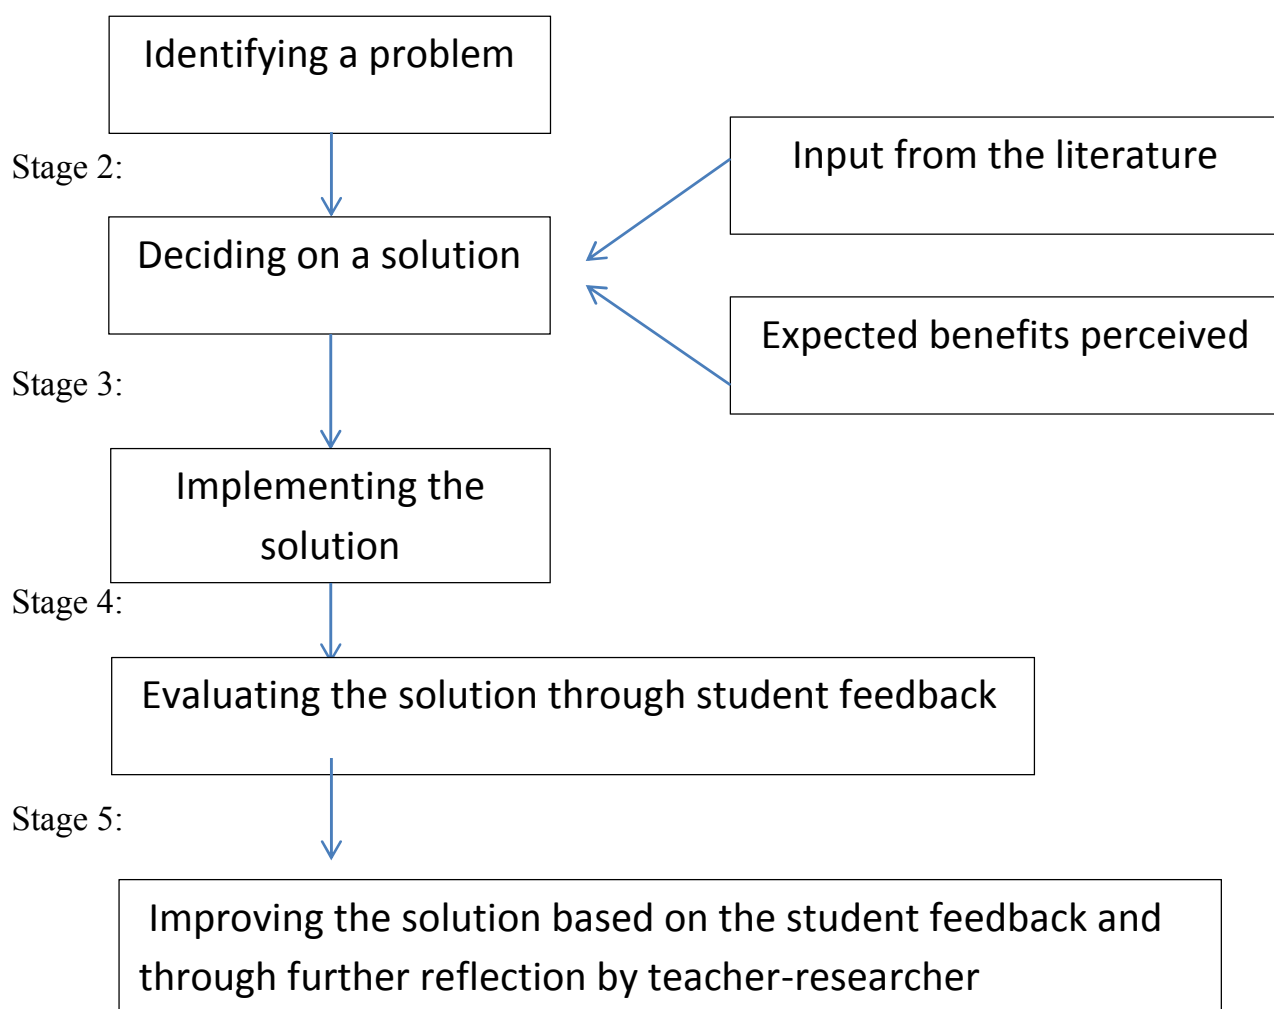 Identifying a problem
Stage 2:
Input from the literature
Deciding on a solution
Expected benefits perceived
Stage 3:
Implementing the
solution
Stage 4:
Evaluating the solution through student feedback
Stage 5:
Improving the solution based on the student feedback and
through further reflection by teacher-researcher